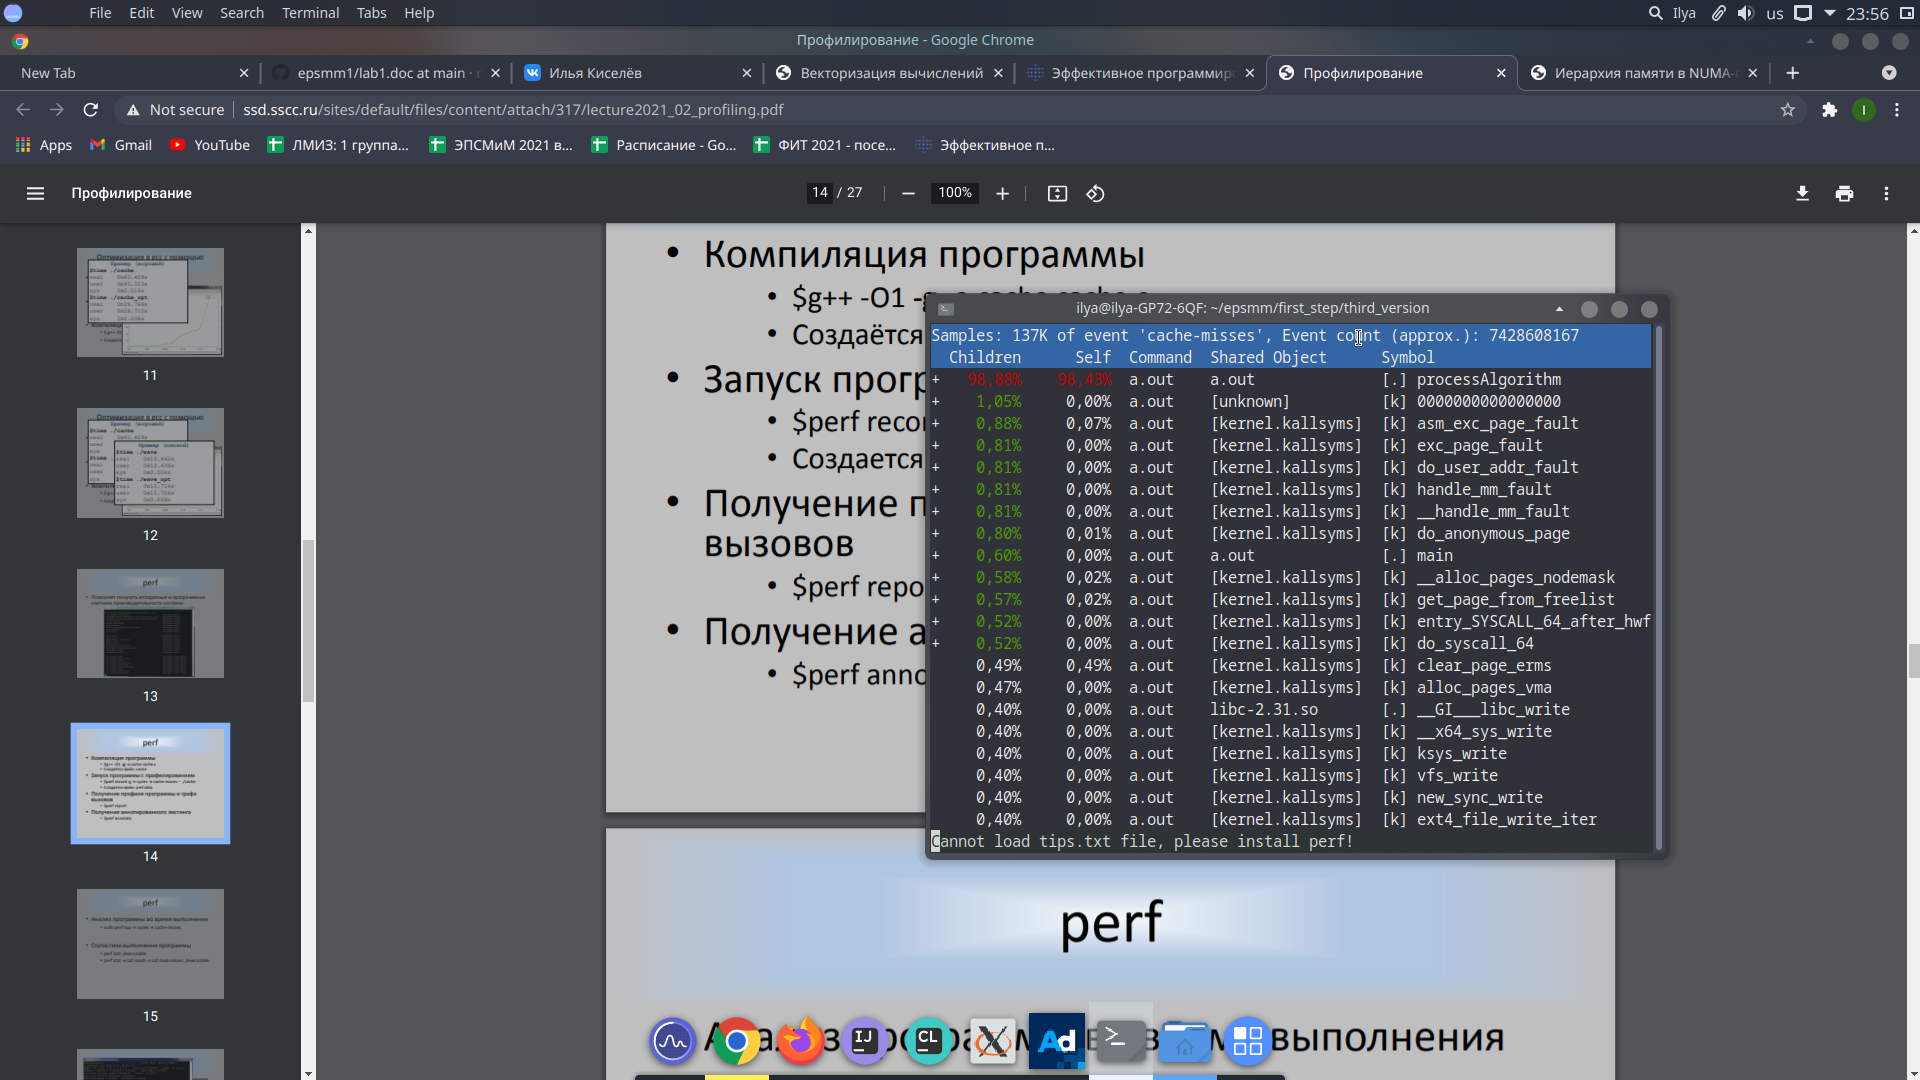 File Edit View Search Terminal Tabs Help
Ilya us 23:56
Профилирование - Google Chrome
New Tab
epsmm1/lab1.doc at main ·
Илья Киселёв
Векторизация вычислений
Эффективное программир
Профилирование
Иерархия памяти в NUMA-
Not secure ssd.sscc.ru/sites/default/files/content/attach/317/lecture2021_02_profiling.pdf
I
Apps Gmail YouTube ЛМИЗ: 1 группа... ЭПСМиМ 2021 в... Расписание - Go... ФИТ 2021 - посе... Эффективное п...
Профилирование 14 / 27 100%
11
12
perf
13
perf
14
perf
15
• Компиляция программы
• $g++ -O1 -g -o cache cache.c
• Создаётся
• Запуск прогр
• $perf recor
• Создается
• Получение п
вызовов
• $perf repo
• Получение а
• $perf anno
ilya@ilya-GP72-6QF: ~/epsmm/first_step/third_version
Samples: 137K of event 'cache-misses', Event count (approx.): 7428608167
Children Self Command Shared Object Symbol
+ 98,88% 98,43% a.out a.out [.] processAlgorithm
+ 1,05% 0,00% a.out [unknown] [k] 0000000000000000
+ 0,88% 0,07% a.out [kernel.kallsyms] [k] asm_exc_page_fault
+ 0,81% 0,00% a.out [kernel.kallsyms] [k] exc_page_fault
+ 0,81% 0,00% a.out [kernel.kallsyms] [k] do_user_addr_fault
+ 0,81% 0,00% a.out [kernel.kallsyms] [k] handle_mm_fault
+ 0,81% 0,00% a.out [kernel.kallsyms] [k] __handle_mm_fault
+ 0,80% 0,01% a.out [kernel.kallsyms] [k] do_anonymous_page
+ 0,60% 0,00% a.out a.out [.] main
+ 0,58% 0,02% a.out [kernel.kallsyms] [k] __alloc_pages_nodemask
+ 0,57% 0,02% a.out [kernel.kallsyms] [k] get_page_from_freelist
+ 0,52% 0,00% a.out [kernel.kallsyms] [k] entry_SYSCALL_64_after_hwf
+ 0,52% 0,00% a.out [kernel.kallsyms] [k] do_syscall_64
0,49% 0,49% a.out [kernel.kallsyms] [k] clear_page_erms
0,47% 0,00% a.out [kernel.kallsyms] [k] alloc_pages_vma
0,40% 0,00% a.out libc-2.31.so [.] __GI___libc_write
0,40% 0,00% a.out [kernel.kallsyms] [k] __x64_sys_write
0,40% 0,00% a.out [kernel.kallsyms] [k] ksys_write
0,40% 0,00% a.out [kernel.kallsyms] [k] vfs_write
0,40% 0,00% a.out [kernel.kallsyms] [k] new_sync_write
0,40% 0,00% a.out [kernel.kallsyms] [k] ext4_file_write_iter
Cannot load tips.txt file, please install perf!
perf
выполнения
IJ
CL
Ad